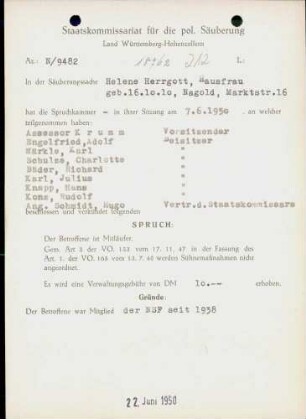 Staatskommissariat für die pol. Säuberung
Land Württemberg-Hohenzollern
Az.: N/9482
L:
In der Säuberungssache Helene Herrgott, Hausfrau
geb.16.10.10, Nagold, Marktstr.16
hat die Spruchkammer – in ihrer Sitzung am 7.6.1950 , an welcher
teilgenommen haben:
Assessor K r u m m Vorsitzender
Engelfried,Adolf Beisitzer
Märkle, Karl "
Schulze, Charlotte "
Bäder, Richard "
Karl, Julius "
Knapp, Hans "
Konz, Rudolf "
Ang. Schmidt, Hugo Vertr.d.Staatskommissars
beschlossen und verkündet folgenden
SPRUCH:
Der Betroffene ist Mitläufer.
Gem. Art 2 der VO. 133 vom 17. 11. 47 in der Fassung des
Art. 1. der VO. 165 vom 13. 7. 48 werden Sühnemaßnahmen nicht
angeordnet.
Es wird eine Verwaltungsgebühr von DM 10.-- erhoben.
Gründe:
Der Betroffene war Mitglied der NSF seit 1938
22. Juni 1950